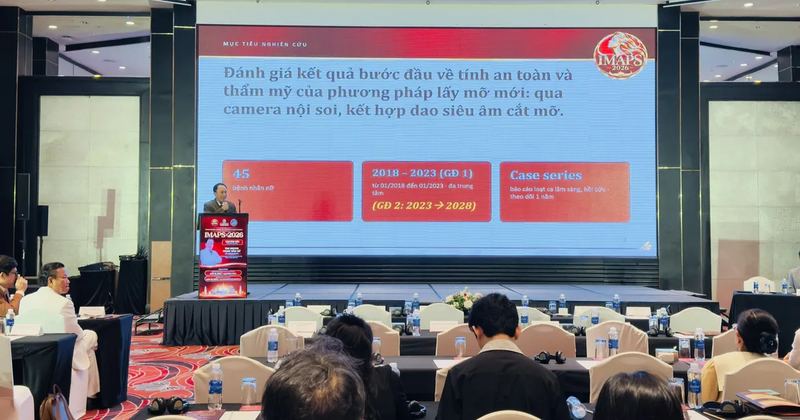 MỤC TIÊU NGHIÊN CỨU
IMAPS
2026
Đánh giá kết quả bước đầu về tính an toàn và
thẩm mỹ của phương pháp lấy mỡ mới: qua
camera nội soi, kết hợp dao siêu âm cắt mỡ.
45
bệnh nhân nữ
2018 – 2023 (GĐ 1)
từ 01/2018 đến 01/2023 - đa trung
tâm
(GĐ 2: 2023 → 2028)
Case series
báo cáo loạt ca lâm sàng, hồi cứu -
theo dõi 1 năm
IMAPS-2026